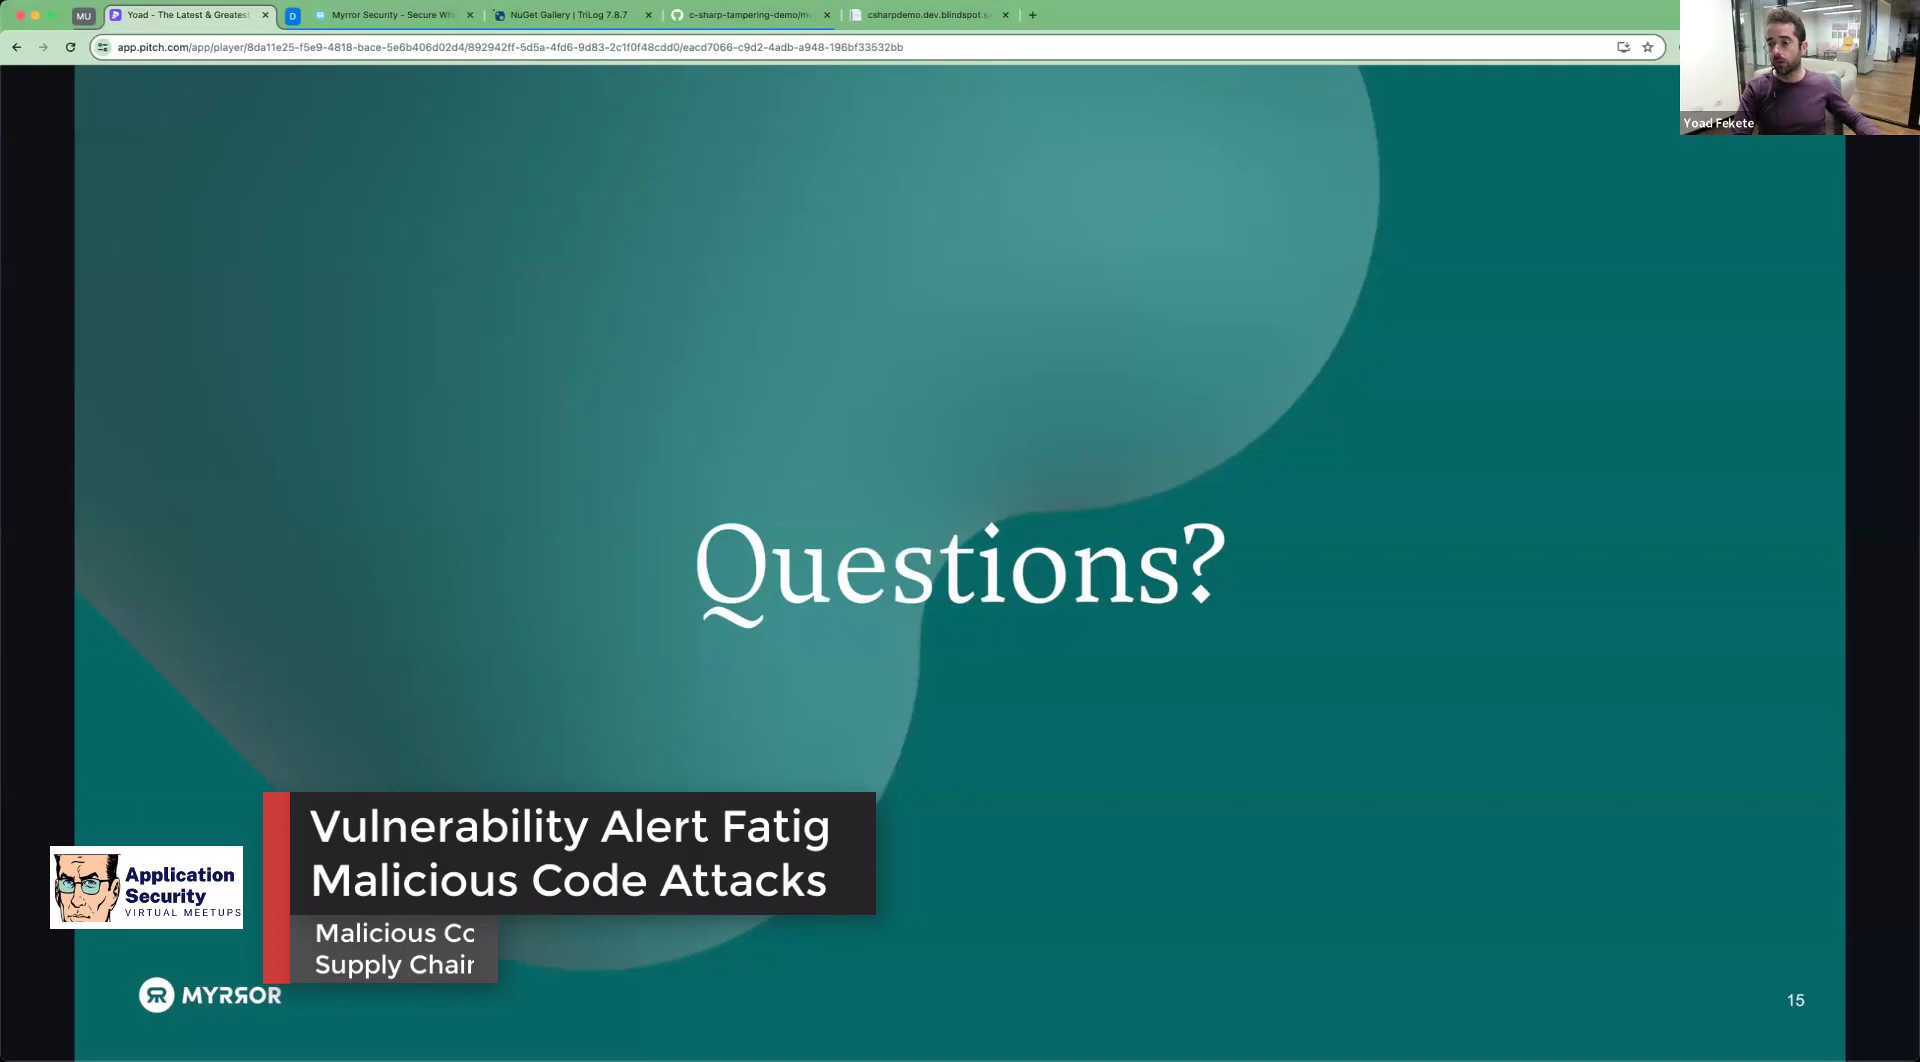 MU
Yoad - The Latest & Greates
D
Myrror Security - Secure Wh
NuGet Gallery | TriLog 7.8.7
c-sharp-tampering-demo/m
csharpdemo.dev.blindspot.s
app.pitch.com/app/player/8da11e25-f5e9-4818-bace-5e6b406d02d4/892942ff-5d5a-4fd6-9d83-2c1f0f48cdd0/eacd7066-c9d2-4adb-a948-196bf33532bb
Yoad Fekete
Questions?
Vulnerability Alert Fatig
Malicious Code Attacks
Application
Security
VIRTUAL MEETUPS
Malicious Co
Supply Chain
MYRROR
15